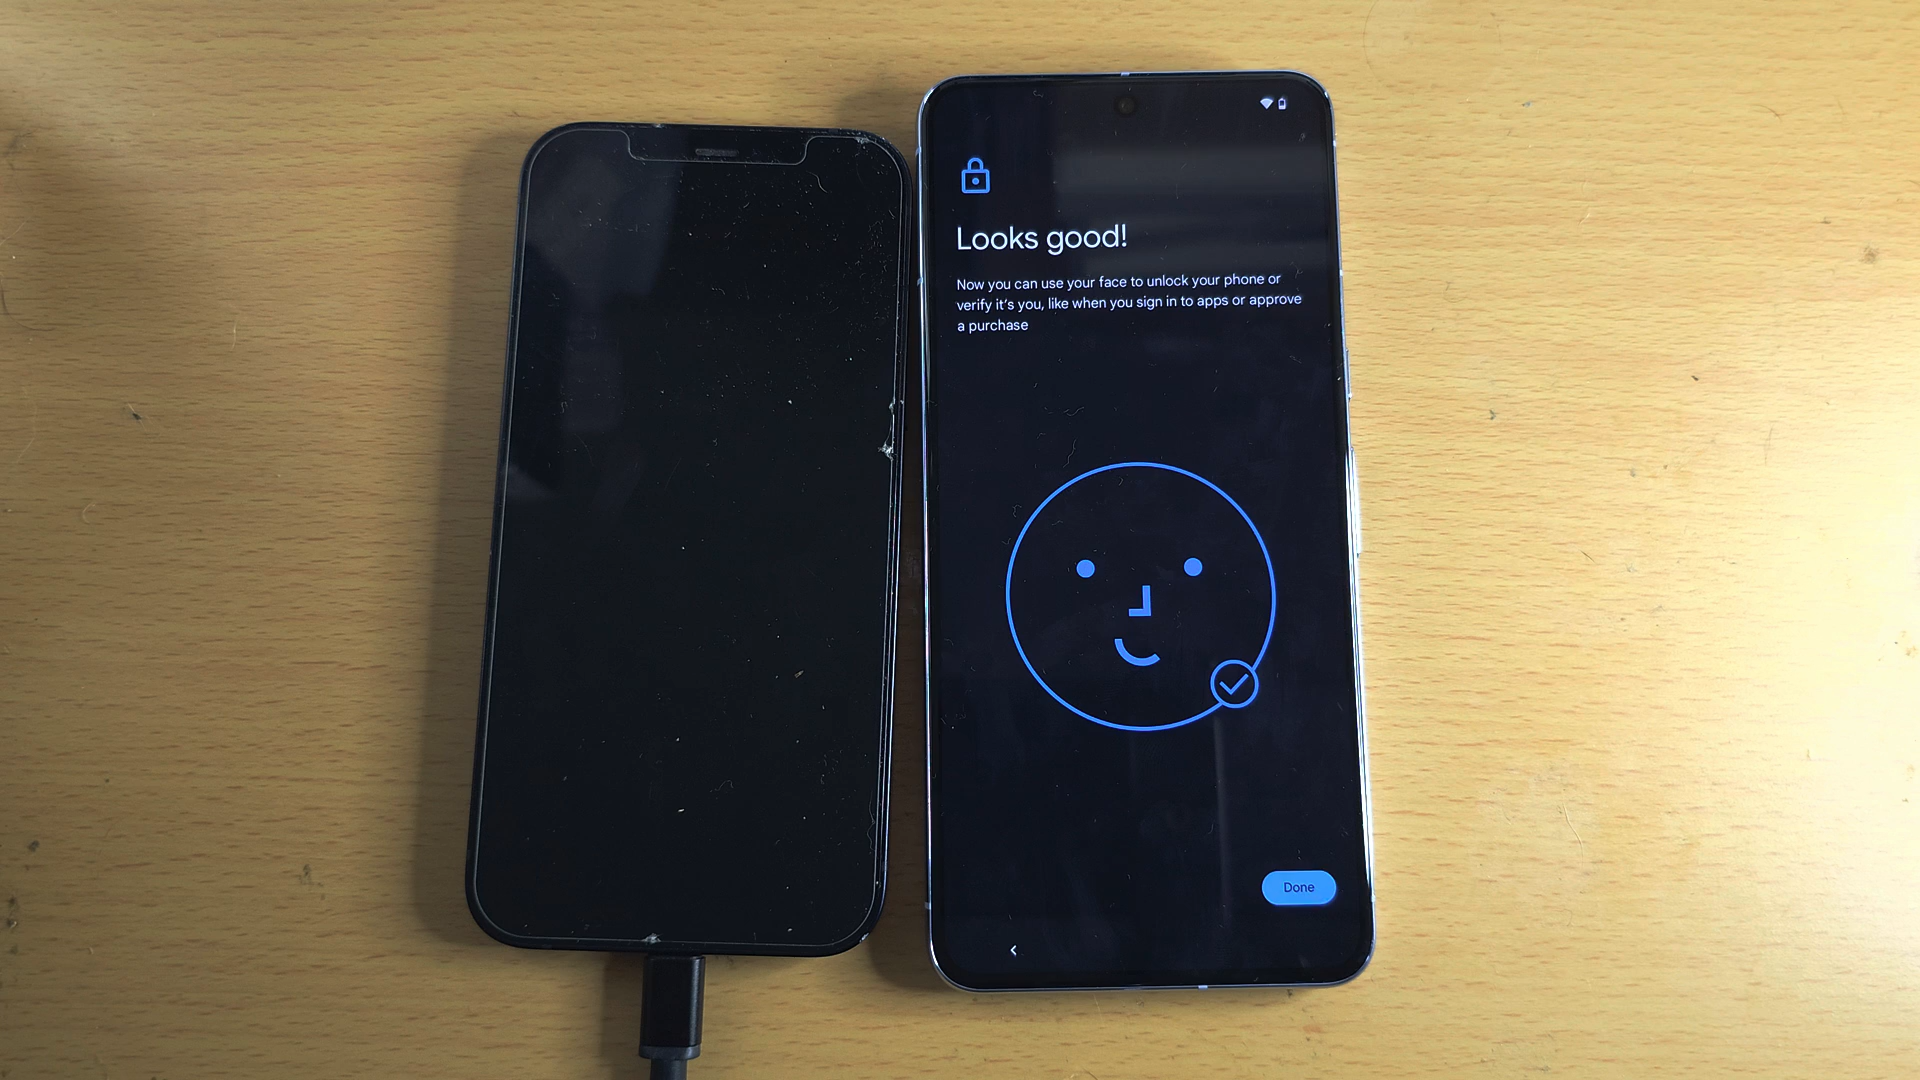 Looks good!
Now you can use your face to unlock your phone or
verify it's you, like when you sign in to apps or approve
a purchase
Done